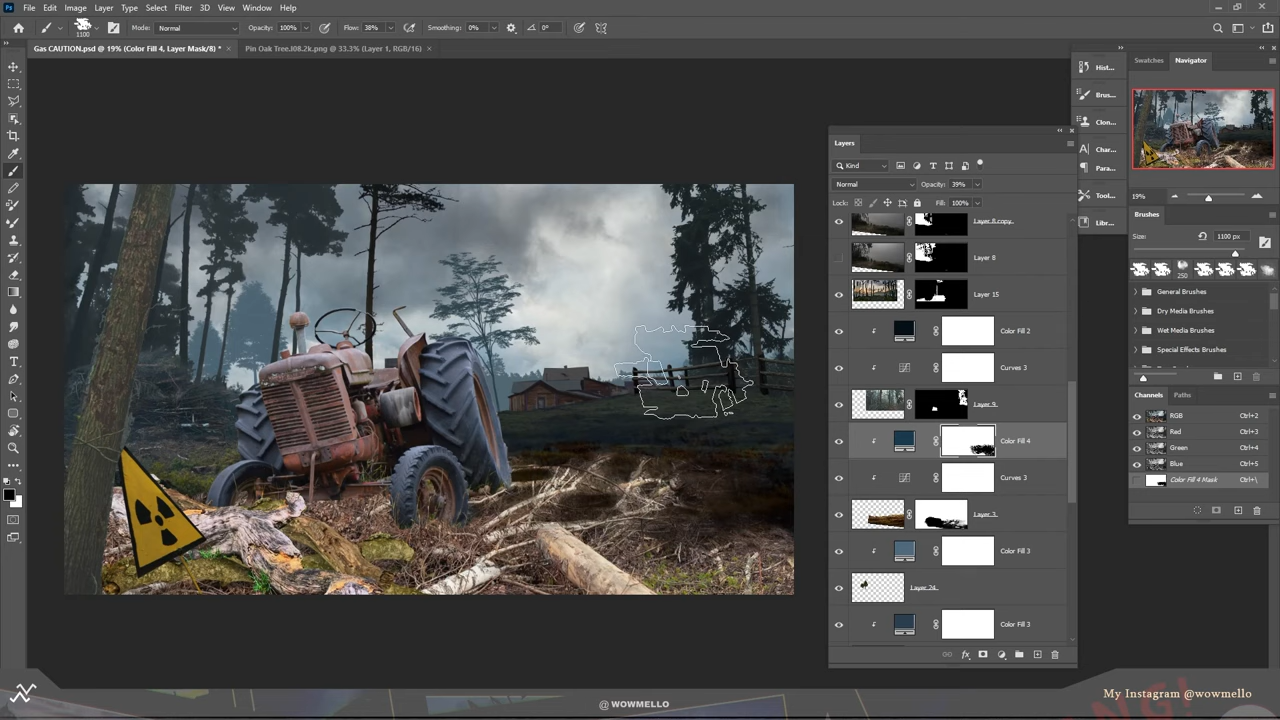 File Edit Image Layer Type Select Filter 3D View Window Help
1100 Mode: Normal Opacity: 100% Flow: 38% Smoothing: 0% 0°
Gas CAUTION.psd @ 19% (Color Fill 4, Layer Mask/8) * × Pin Oak Tree.I08.2k.png @ 33.3% (Layer 1, RGB/16) ×
Hist...
Brus...
Clon...
Char...
Para...
Tool...
Libr...
Swatches Navigator
19%
Brushes
Size: 1100 px
250
General Brushes
Dry Media Brushes
Wet Media Brushes
Special Effects Brushes
Channels Paths
RGB Ctrl+2
Red Ctrl+3
Green Ctrl+4
Blue Ctrl+5
Color Fill 4 Mask Ctrl+\
Layers
Kind
Normal Opacity: 39%
Lock: Fill: 100%
Layer 8 copy
Layer 8
Layer 15
Color Fill 2
Curves 3
Layer 9
Color Fill 4
Curves 3
Layer 3
Color Fill 3
Layer 24
Color Fill 3
fx
@ WOWMELLO
My Instagram @wowmello